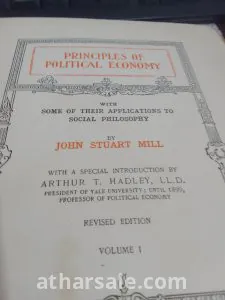 PRINCIPLES OF
POLITICAL ECONOMY
WITH
SOME OF THEIR APPLICATIONS TO
SOCIAL PHILOSOPHY
BY
JOHN STUART MILL
WITH A SPECIAL INTRODUCTION BY
ARTHUR T. HADLEY, LL.D.
PRESIDENT OF YALE UNIVERSITY; UNTIL 1899,
PROFESSOR OF POLITICAL ECONOMY
REVISED EDITION
VOLUME I
atharsale.com